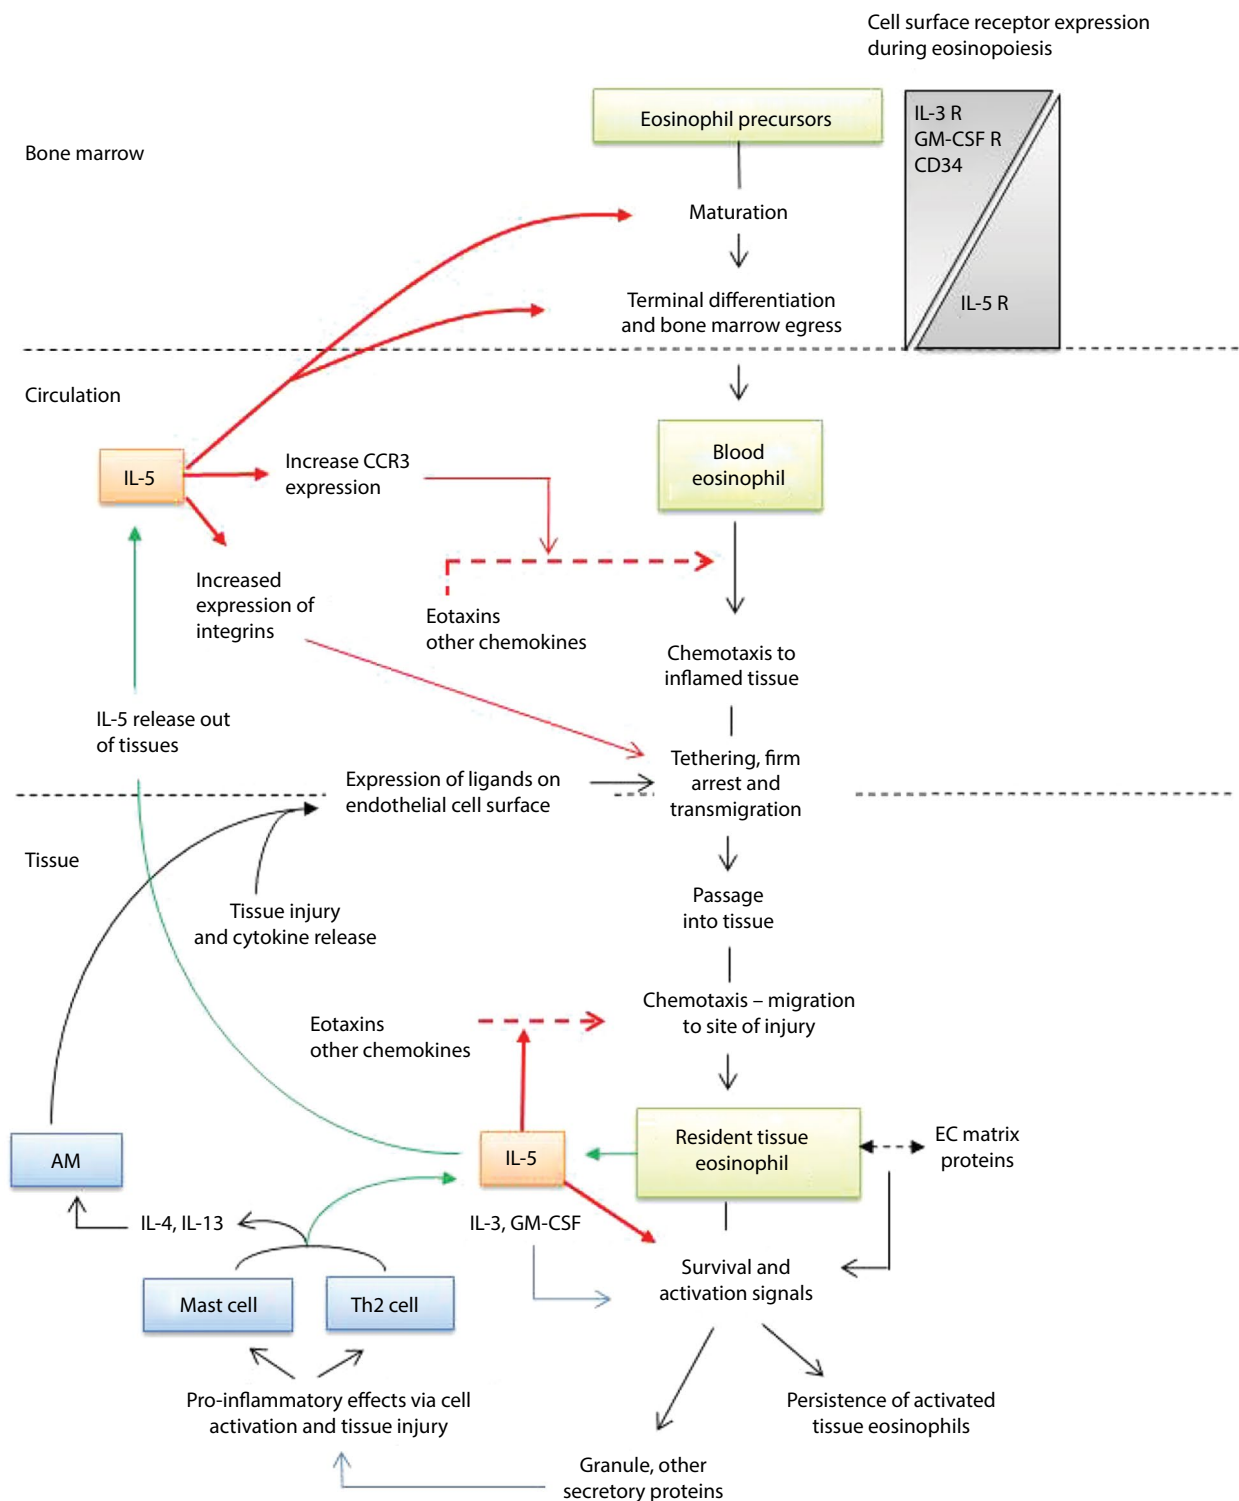 Cell surface receptor expression
during eosinopoiesis
Eosinophil precursors
IL-3 R
GM-CSF R
CD34
Bone marrow
Maturation
Terminal differentiation
and bone marrow egress
IL-5 R
Circulation
IL-5
Increase CCR3
expression
Blood
eosinophil
Increased
expression of
integrins
Eotaxins
other chemokines
Chemotaxis to
inflamed tissue
IL-5 release out
of tissues
Expression of ligands on
endothelial cell surface
Tethering, firm
arrest and
transmigration
Tissue
Tissue injury
and cytokine release
Passage
into tissue
Eotaxins
other chemokines
Chemotaxis – migration
to site of injury
AM
IL-5
Resident tissue
eosinophil
EC matrix
proteins
IL-4, IL-13
IL-3, GM-CSF
Mast cell
Th2 cell
Survival and
activation signals
Pro-inflammatory effects via cell
activation and tissue injury
Persistence of activated
tissue eosinophils
Granule, other
secretory proteins